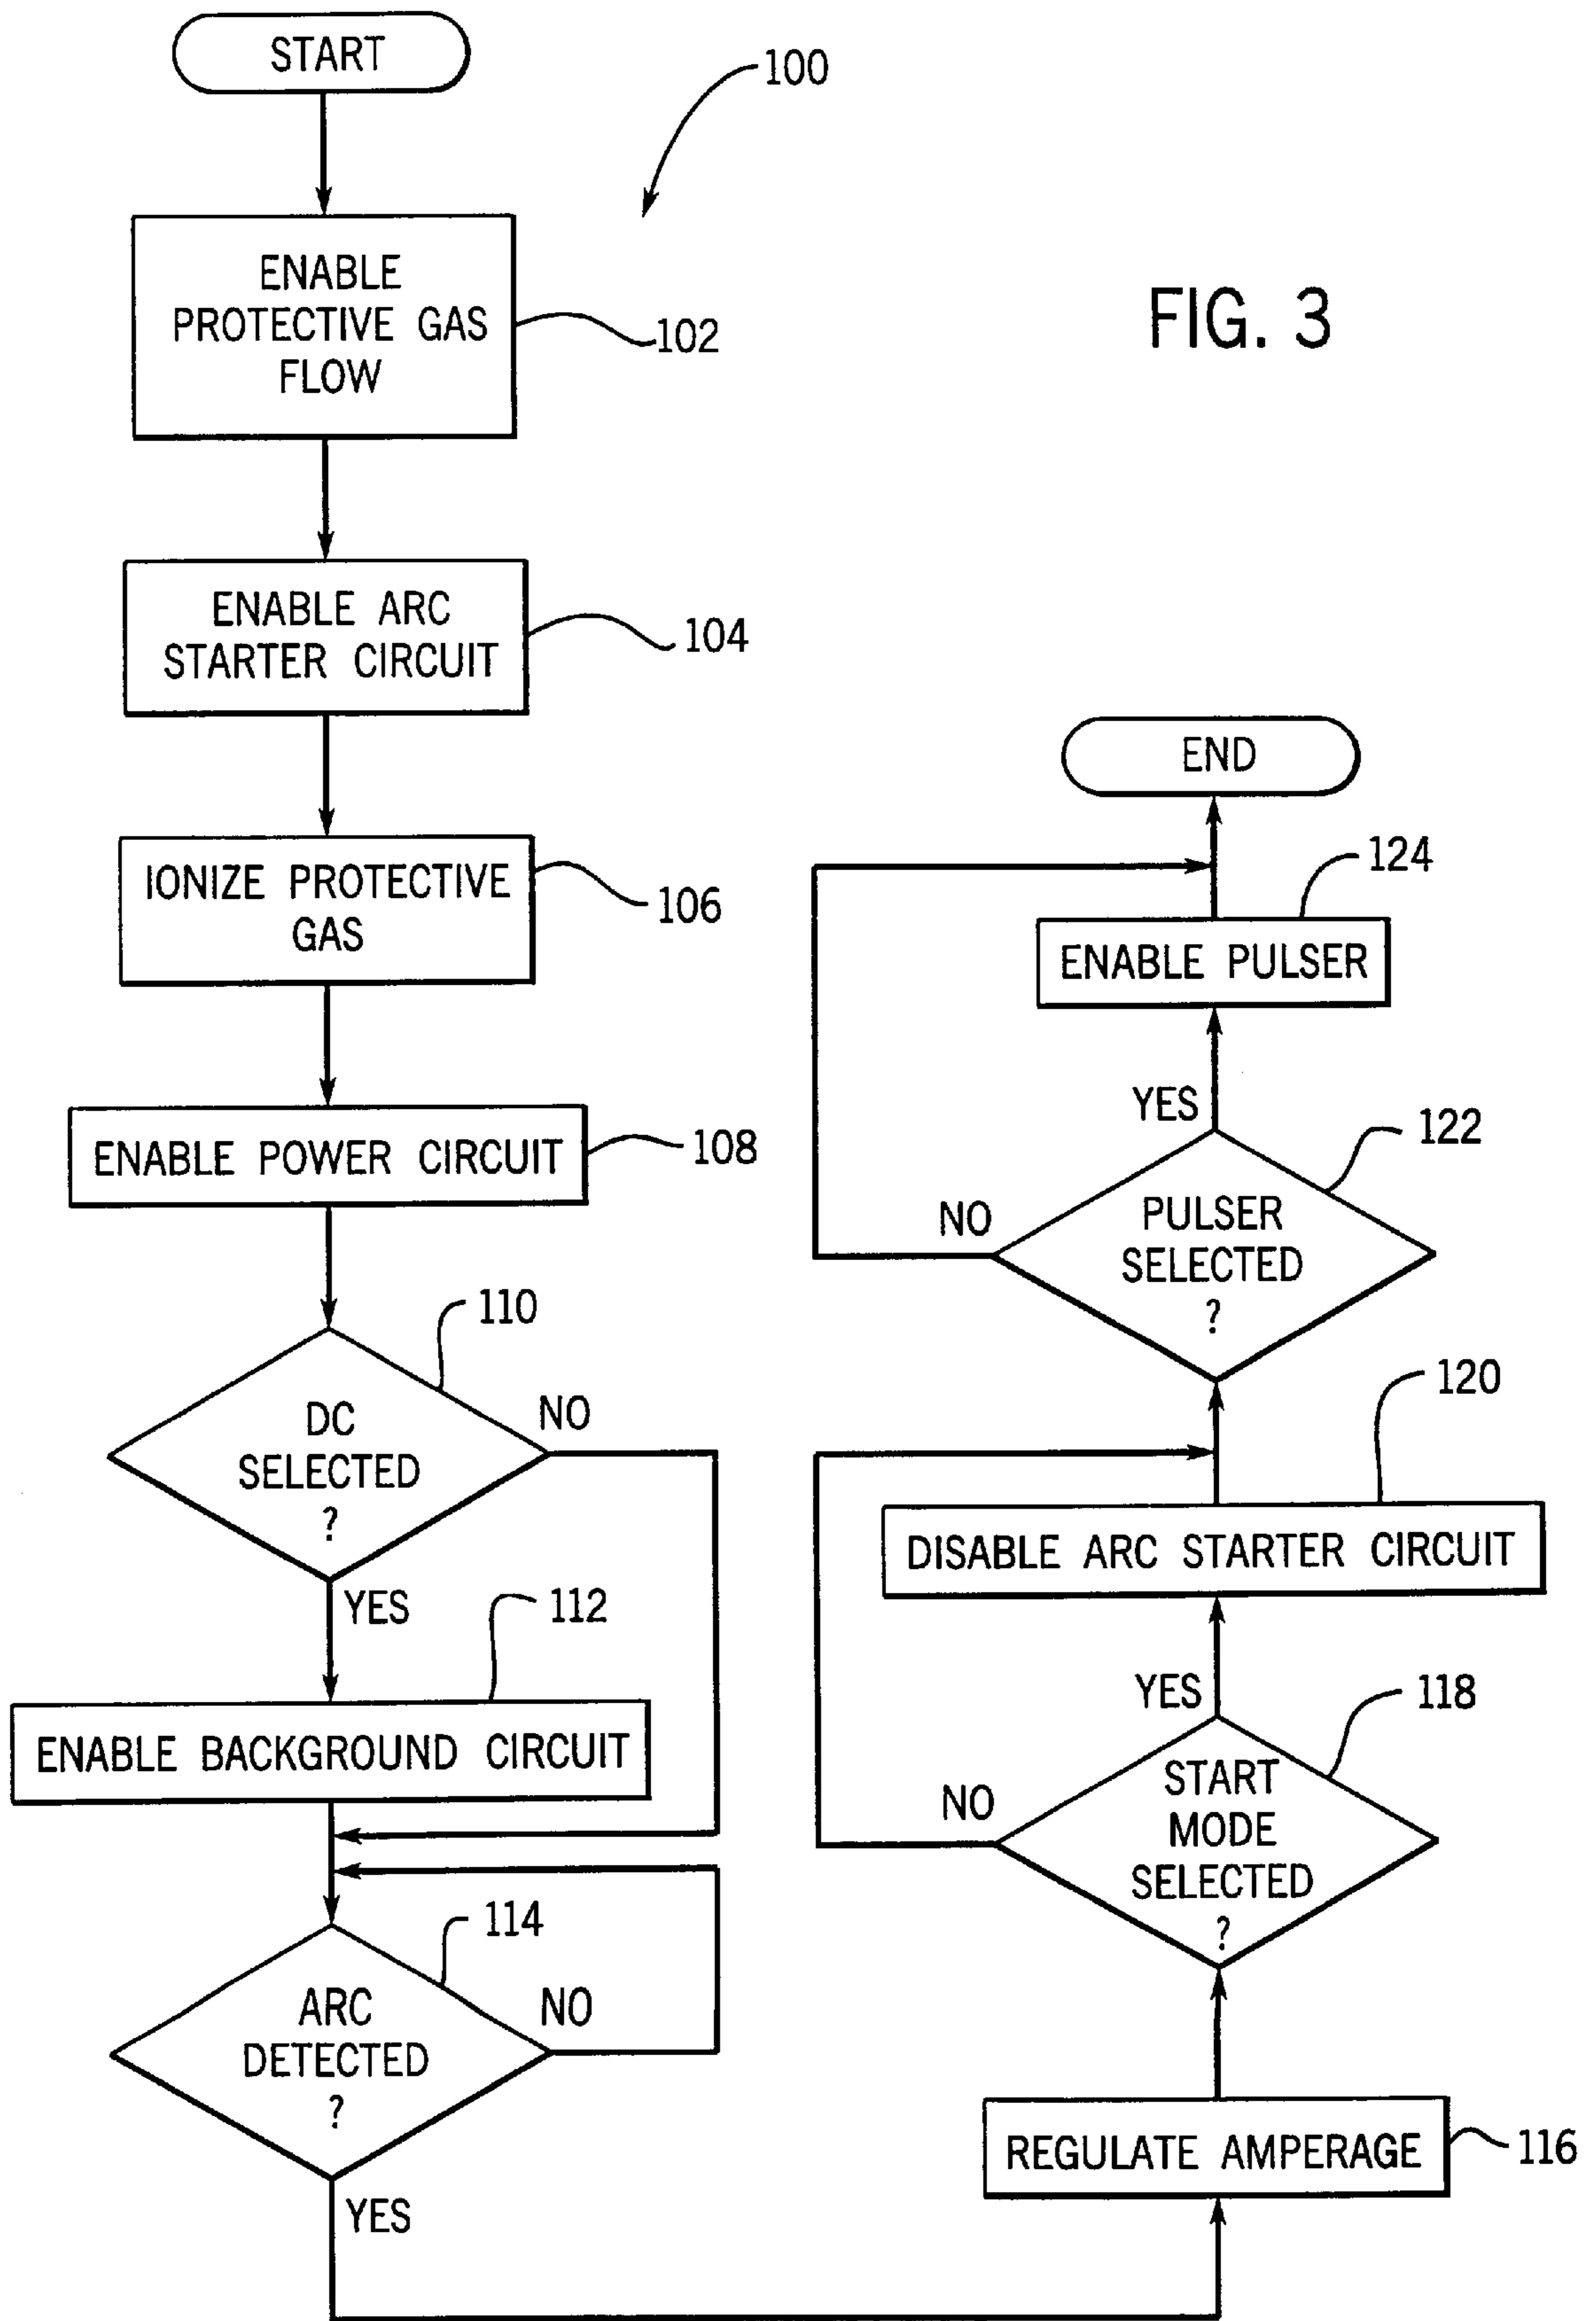 START
100
ENABLE
PROTECTIVE GAS
FLOW
102
FIG. 3
ENABLE ARC
STARTER CIRCUIT
104
IONIZE PROTECTIVE
GAS
106
ENABLE POWER CIRCUIT
108
110
DC
SELECTED
?
NO
YES
112
ENABLE BACKGROUND CIRCUIT
114
ARC
DETECTED
?
NO
YES
REGULATE AMPERAGE
116
118
START
MODE
SELECTED
?
NO
YES
DISABLE ARC STARTER CIRCUIT
120
PULSER
SELECTED
?
122
NO
YES
ENABLE PULSER
124
END